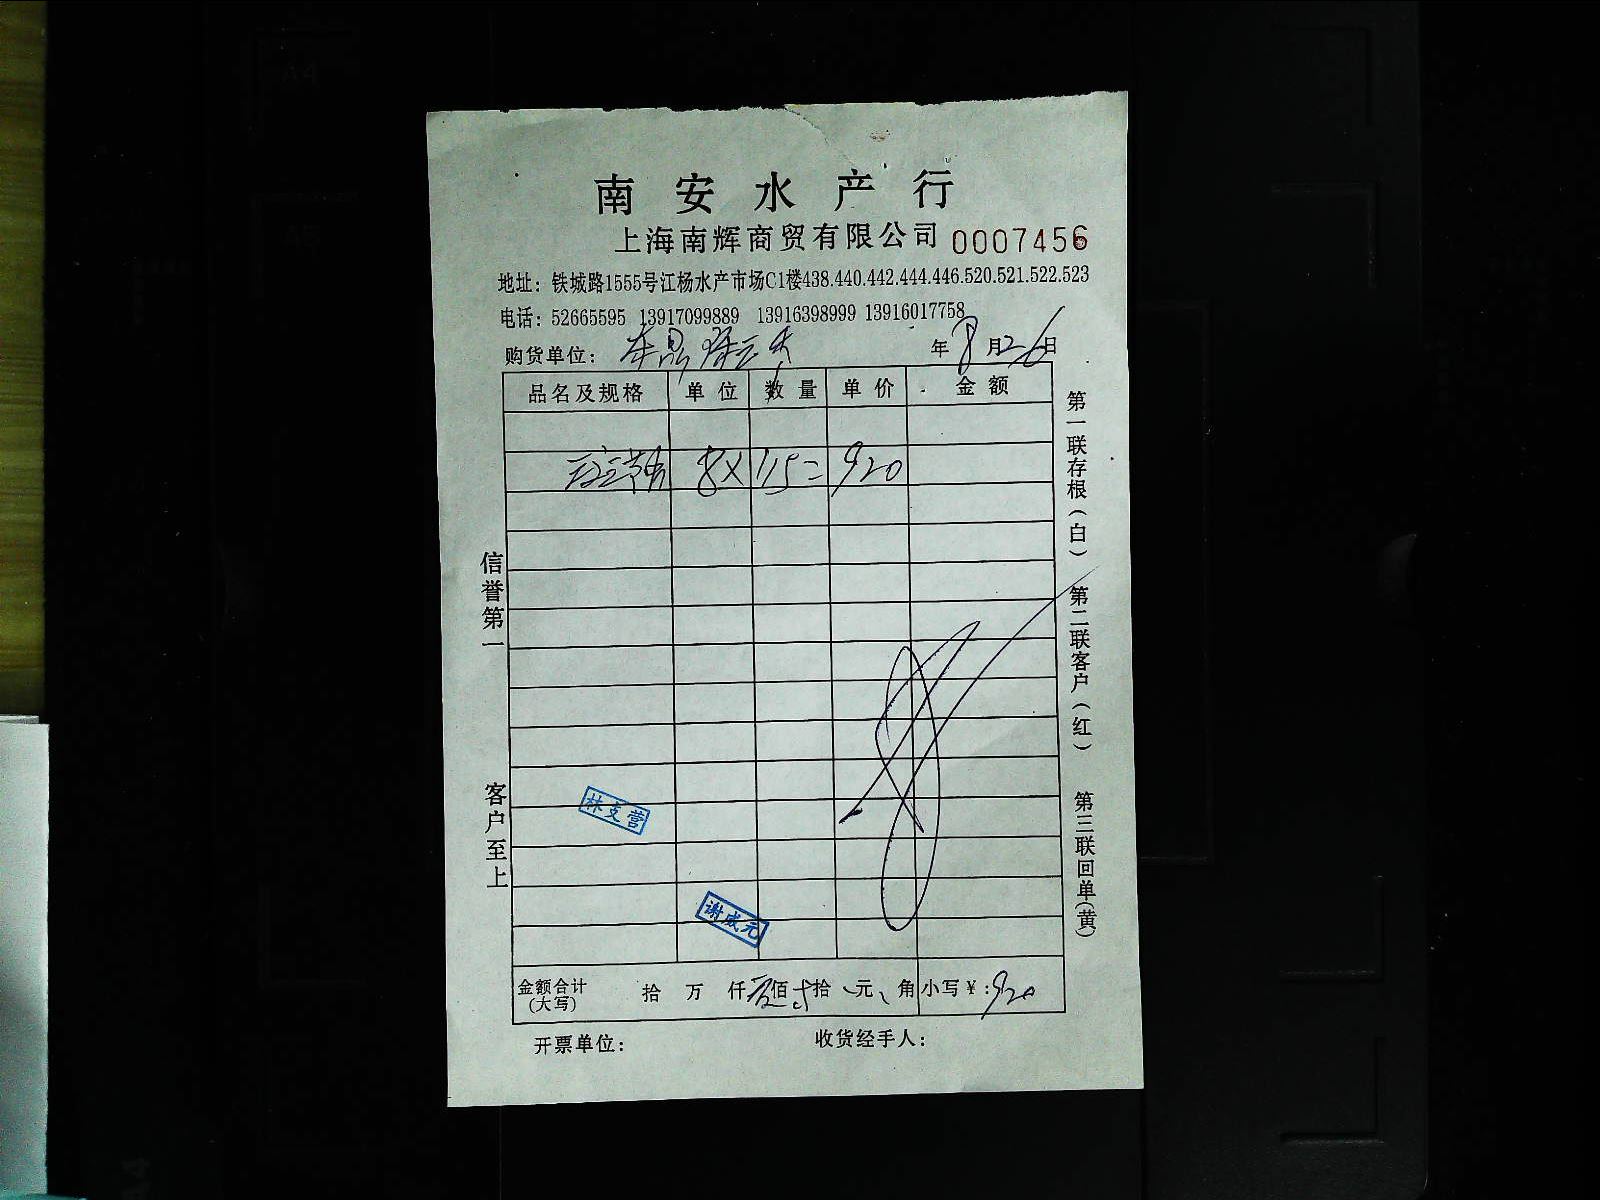 南安水产行
上海南辉商贸有限公司 0007456
地址：铁城路1555号江杨水产市场C1楼438.440.442.444.446.520.521.522.523
电话：52665595 13917099889 13916398999 13916017758
购货单位： 年8月26日
品名及规格 单位 数量 单价 金额
8×115=920
信誉第一
客户至上
第一联存根（白）
第二联客户（红）
第三联回单（黄）
林支营
谢成元
金额合计(大写) 拾 万 仟 佰 拾 元 角 小写￥：920
开票单位： 收货经手人：